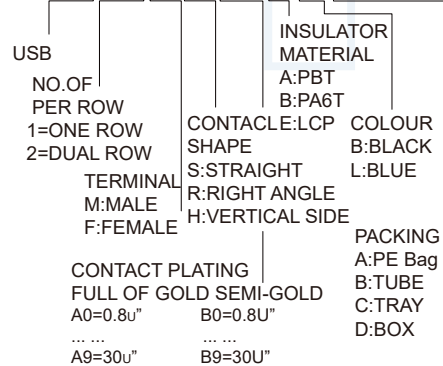 USB
NO.OF
PER ROW
1=ONE ROW
2=DUAL ROW
TERMINAL
M:MALE
F:FEMALE
CONTACT PLATING
FULL OF GOLD SEMI-GOLD
A0=0.8U" B0=0.8U"
... ... ... ...
A9=30U" B9=30U"
CONTACLE:LCP
SHAPE
S:STRAIGHT
R:RIGHT ANGLE
H:VERTICAL SIDE
INSULATOR
MATERIAL
A:PBT
B:PA6T
COLOUR
B:BLACK
L:BLUE
PACKING
A:PE Bag
B:TUBE
C:TRAY
D:BOX